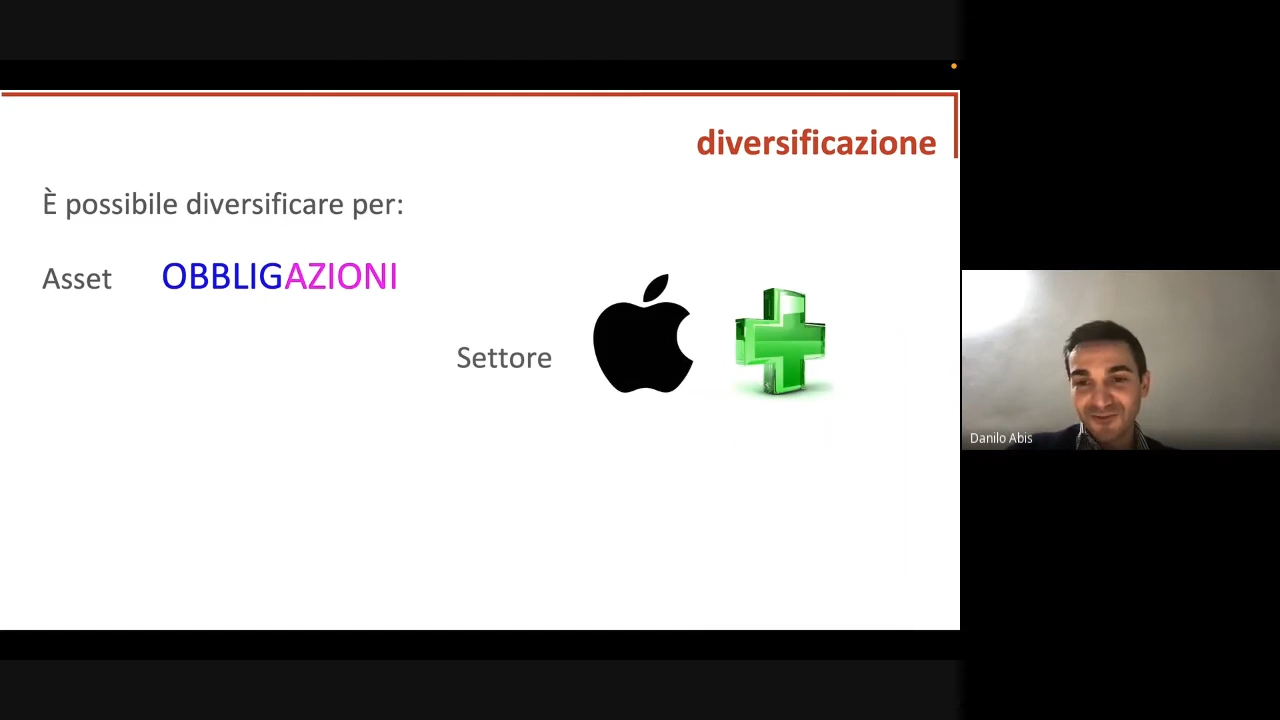 diversificazione
È possibile diversificare per:
Asset OBBLIGAZIONI
Settore
Danilo Abis